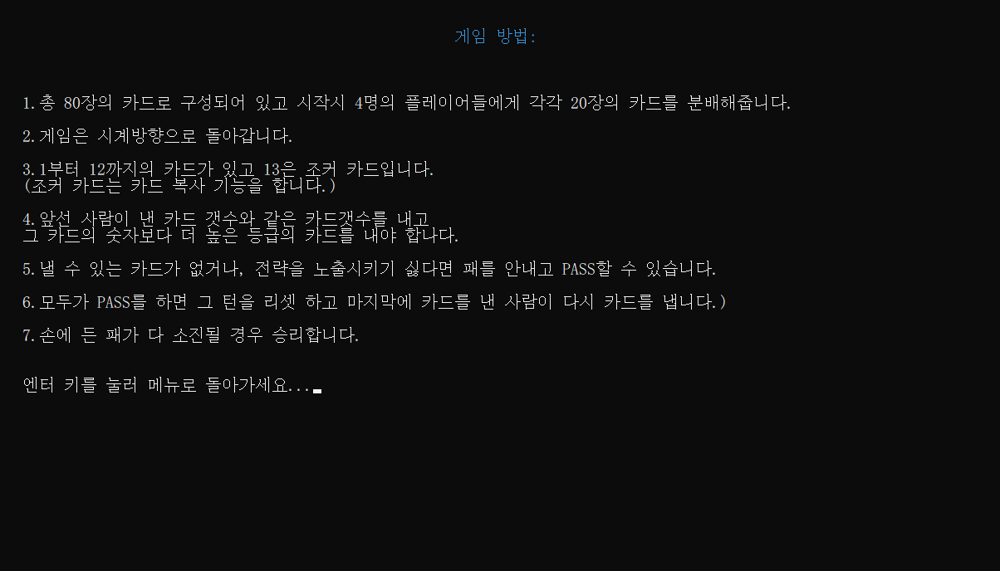 게임 방법:
1.총 80장의 카드로 구성되어 있고 시작시 4명의 플레이어들에게 각각 20장의 카드를 분배해줍니다.
2.게임은 시계방향으로 돌아갑니다.
3.1부터 12까지의 카드가 있고 13은 조커 카드입니다.
(조커 카드는 카드 복사 기능을 합니다.)
4.앞선 사람이 낸 카드 갯수와 같은 카드갯수를 내고
그 카드의 숫자보다 더 높은 등급의 카드를 내야 합나다.
5.낼 수 있는 카드가 없거나, 전략을 노출시키기 싫다면 패를 안내고 PASS할 수 있습니다.
6.모두가 PASS를 하면 그 턴을 리셋 하고 마지막에 카드를 낸 사람이 다시 카드를 냅니다.)
7.손에 든 패가 다 소진될 경우 승리합니다.
엔터 키를 눌러 메뉴로 돌아가세요...